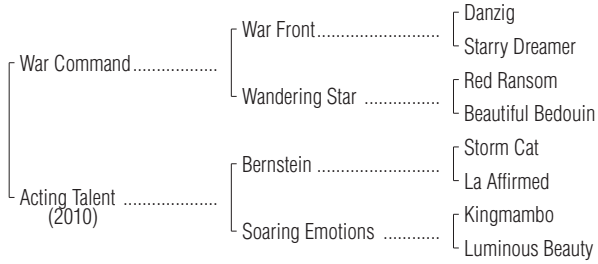 Danzig
War Front....................
Starry Dreamer
War Command..................
Red Ransom
Wandering Star ................
Beautiful Bedouin
Storm Cat
Bernstein ....................
La Affirmed
Acting Talent ....................
(2010)
Kingmambo
Soaring Emotions ............
Luminous Beauty